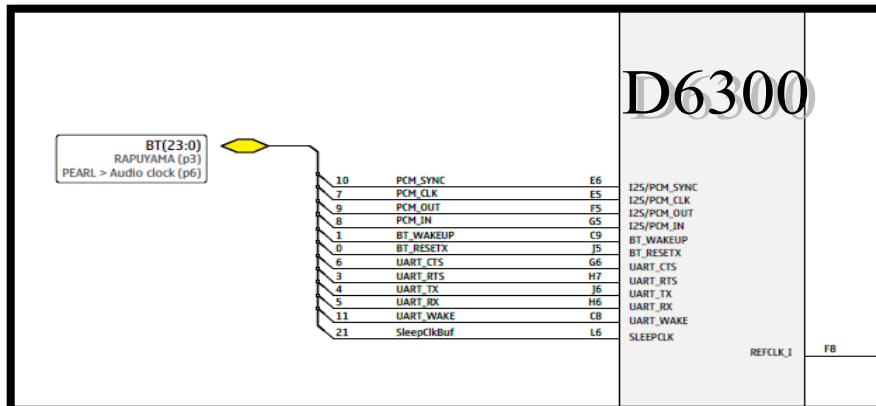 D6300
BT(23:0)
RAPUYAMA (p3)
PEARL > Audio clock (p6)
10 PCM_SYNC E6 I2S/PCM_SYNC
7 PCM_CLK E5 I2S/PCM_CLK
9 PCM_OUT F5 I2S/PCM_OUT
8 PCM_IN G5 I2S/PCM_IN
1 BT_WAKEUP C9 BT_WAKEUP
0 BT_RESETX J5 BT_RESETX
6 UART_CTS G6 UART_CTS
3 UART_RTS H7 UART_RTS
4 UART_TX J6 UART_TX
5 UART_RX H6 UART_RX
11 UART_WAKE C8 UART_WAKE
21 SleepClkBuf L6 SLEEPCLK
REFCLK_I F8